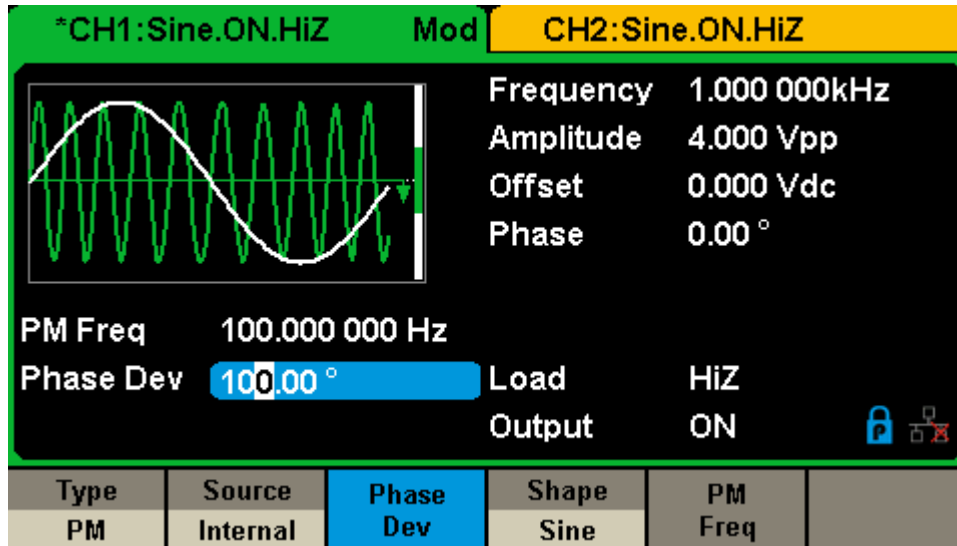 *CH1:Sine.ON.HiZ Mod CH2:Sine.ON.HiZ
Frequency 1.000 000kHz
Amplitude 4.000 Vpp
Offset 0.000 Vdc
Phase 0.00 °
PM Freq 100.000 000 Hz
Phase Dev 100.00 °
Load HiZ
Output ON
P
Type Source Phase Dev Shape PM Freq
PM Internal Sine